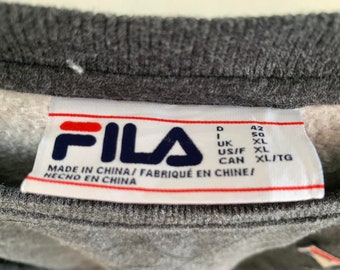 FILA
D 42
I 50
UK XL
US/F XL
CAN XL/TG
MADE IN CHINA/ FABRIQUÉ EN CHINE/
HECHO EN CHINA